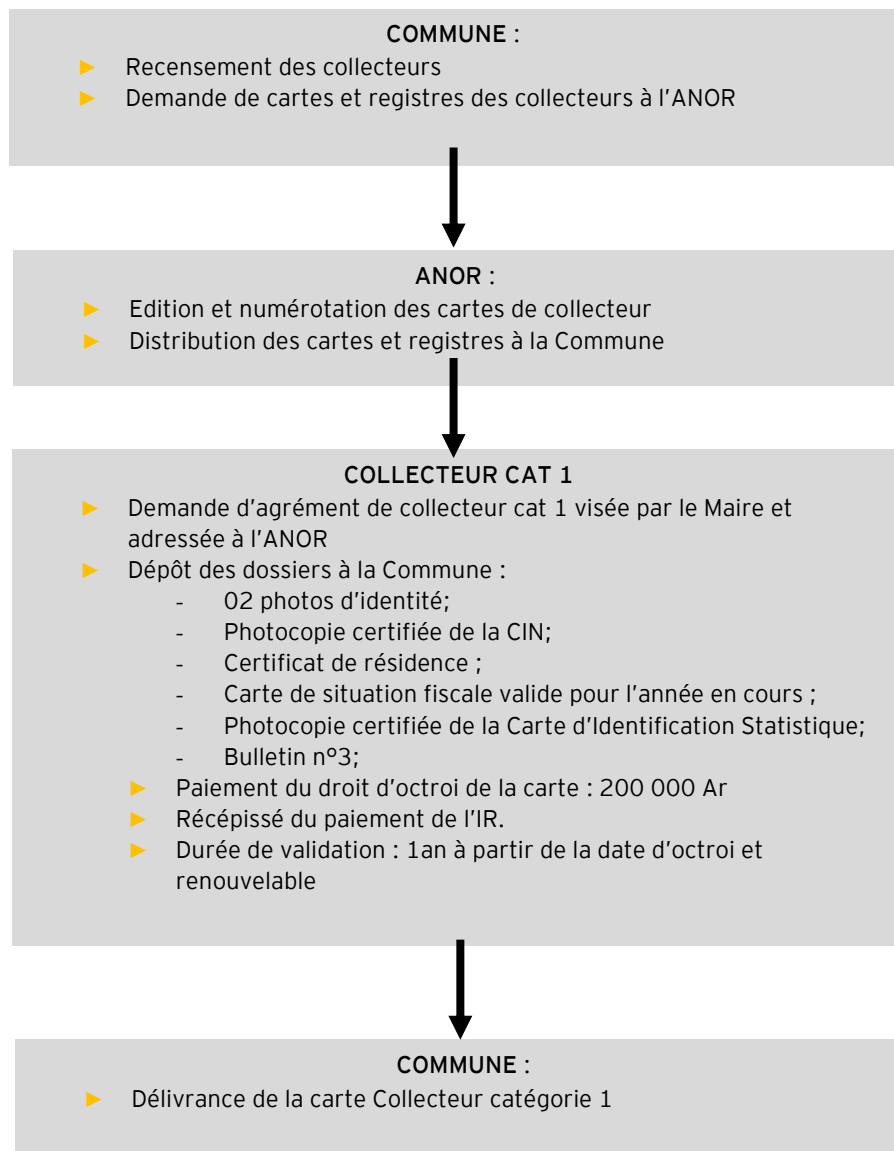 COMMUNE :
► Recensement des collecteurs
► Demande de cartes et registres des collecteurs à l'ANOR
ANOR :
► Edition et numérotation des cartes de collecteur
► Distribution des cartes et registres à la Commune
COLLECTEUR CAT 1
► Demande d'agrément de collecteur cat 1 visée par le Maire et
adressée à l'ANOR
► Dépôt des dossiers à la Commune :
- 02 photos d'identité;
- Photocopie certifiée de la CIN;
- Certificat de résidence ;
- Carte de situation fiscale valide pour l'année en cours ;
- Photocopie certifiée de la Carte d'Identification Statistique;
- Bulletin n°3;
► Paiement du droit d'octroi de la carte : 200 000 Ar
► Récépissé du paiement de l'IR.
► Durée de validation : 1an à partir de la date d'octroi et
renouvelable
COMMUNE :
► Délivrance de la carte Collecteur catégorie 1